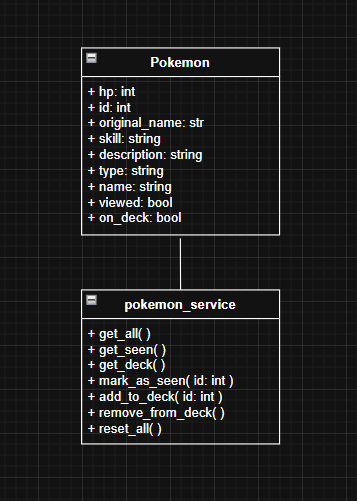 Pokemon
+ hp: int
+ id: int
+ original_name: str
+ skill: string
+ description: string
+ type: string
+ name: string
+ viewed: bool
+ on_deck: bool
pokemon_service
+ get_all( )
+ get_seen( )
+ get_deck( )
+ mark_as_seen( id: int )
+ add_to_deck( id: int )
+ remove_from_deck( )
+ reset_all( )